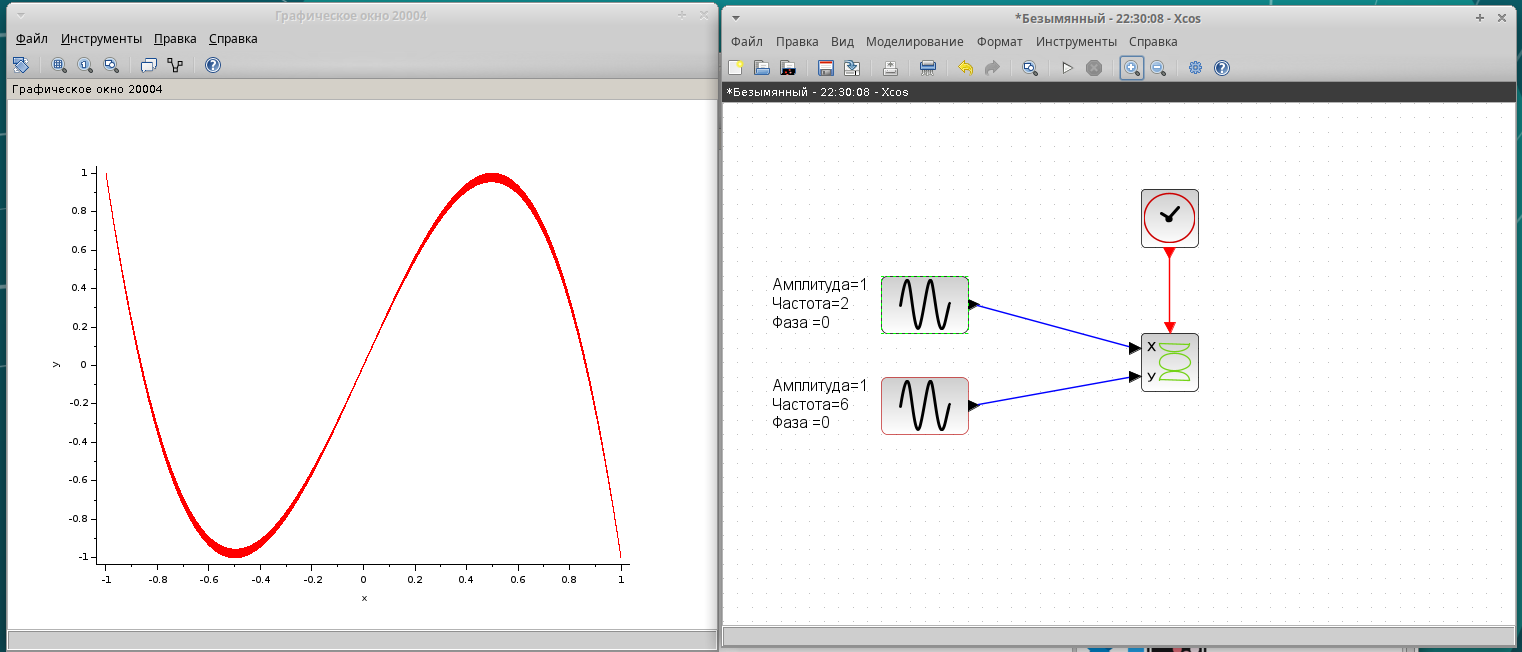 Графическое окно 20004
Файл Инструменты Правка Справка
Графическое окно 20004
1
0.8
0.6
0.4
0.2
0
-0.2
-0.4
-0.6
-0.8
-1
y
-1 -0.8 -0.6 -0.4 -0.2 0 0.2 0.4 0.6 0.8 1
x
*Безымянный - 22:30:08 - Xcos
Файл Правка Вид Моделирование Формат Инструменты Справка
*Безымянный - 22:30:08 - Xcos
Амплитуда=1
Частота=2
Фаза =0
Амплитуда=1
Частота=6
Фаза =0
X
y